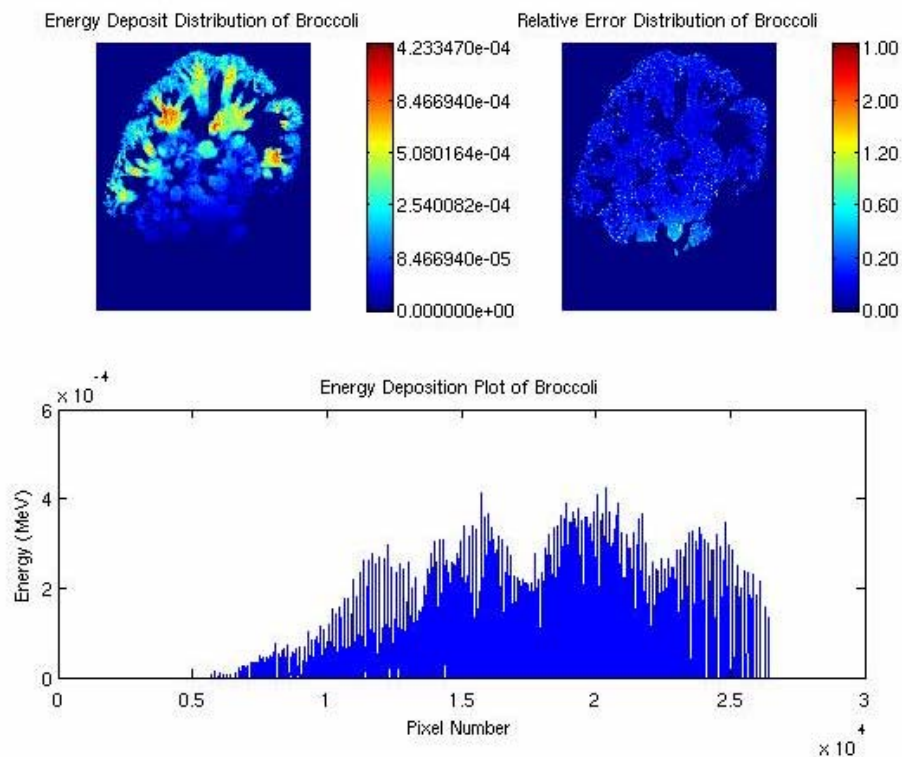 Energy Deposit Distribution of Broccoli
4.233470e-04
8.466940e-04
5.080164e-04
2.540082e-04
8.466940e-05
0.000000e+00
Relative Error Distribution of Broccoli
1.00
2.00
1.20
0.60
0.20
0.00
x 10 -4
Energy Deposition Plot of Broccoli
6
4
2
0
Energy (MeV)
0 0.5 1 1.5 2 2.5 3
Pixel Number
x 10 4